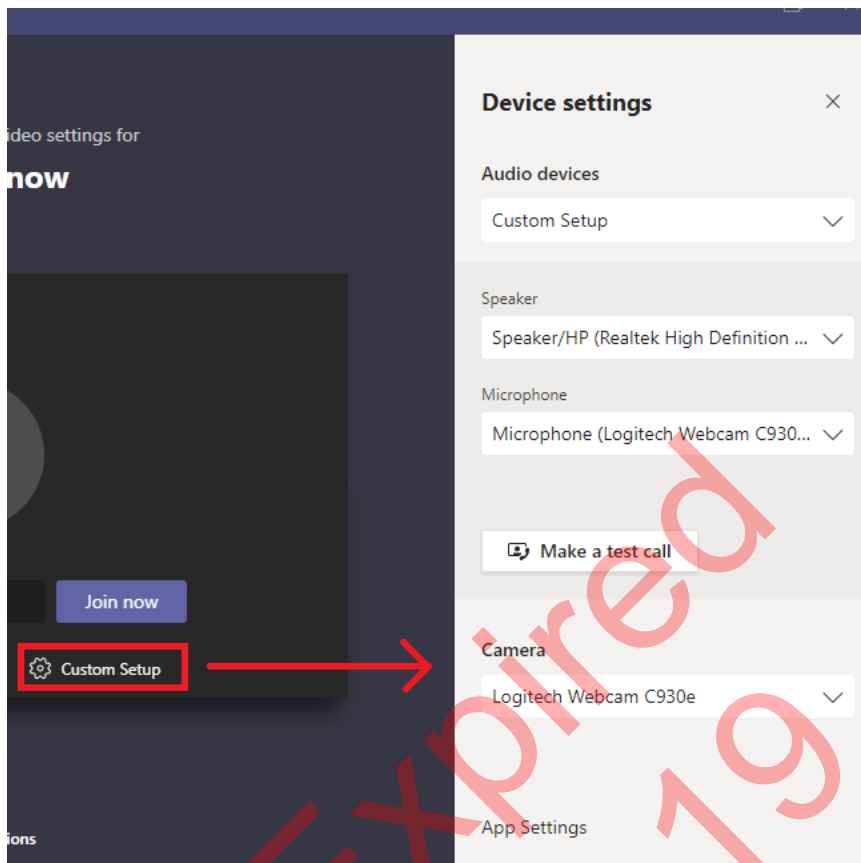 ideo settings for
now
Join now
Custom Setup
ions
Device settings
Audio devices
Custom Setup
Speaker
Speaker/HP (Realtek High Definition ...
Microphone
Microphone (Logitech Webcam C930...
Make a test call
Camera
Logitech Webcam C930e
App Settings
Expired
19